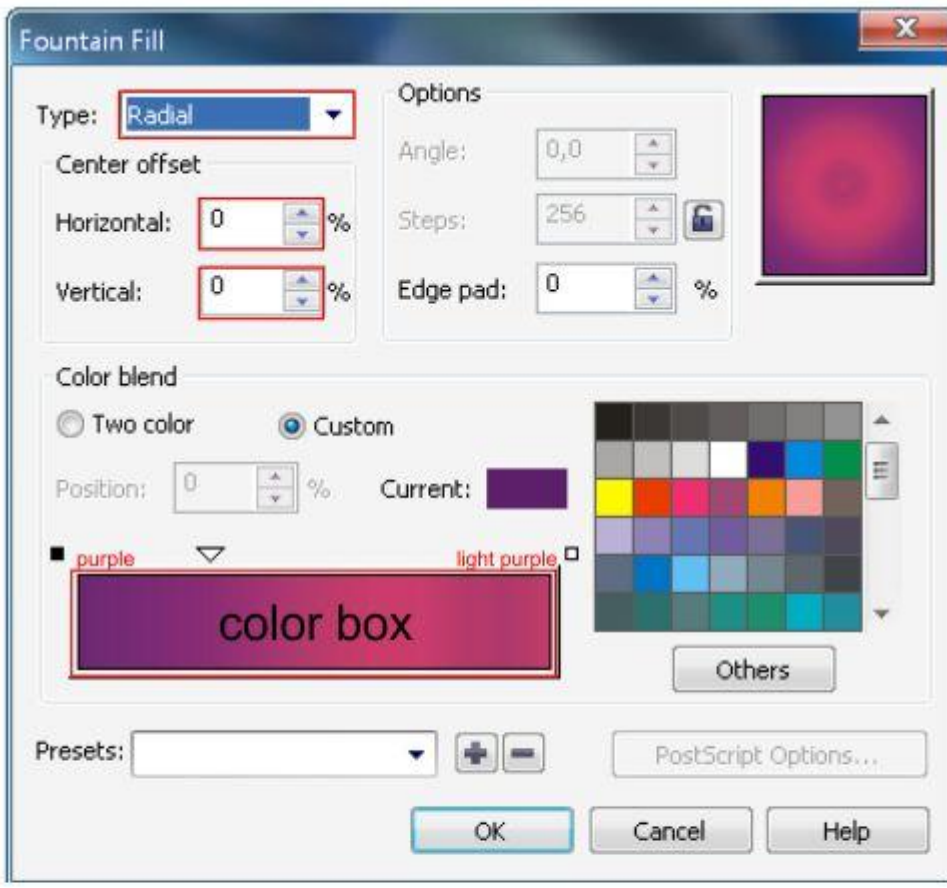 Fountain Fill
Type: Radial
Options
Center offset
Angle: 0,0
Horizontal: 0 %
Steps: 256
Vertical: 0 %
Edge pad: 0 %
Color blend
Two color
Custom
Position: 0 %
Current:
purple
light purple
color box
Others
Presets:
PostScript Options...
OK
Cancel
Help